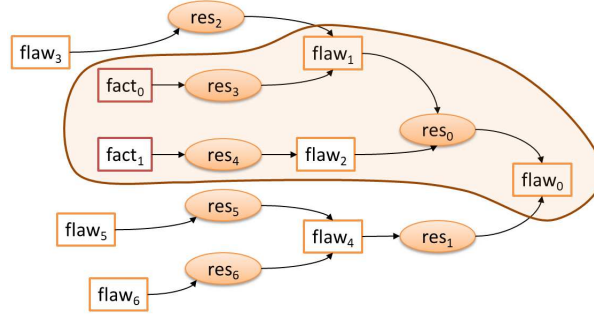 res₂
flaw₃
flaw₁
fact₀
res₃
res₀
fact₁
res₄
flaw₂
flaw₀
res₅
flaw₅
flaw₄
res₁
res₆
flaw₆